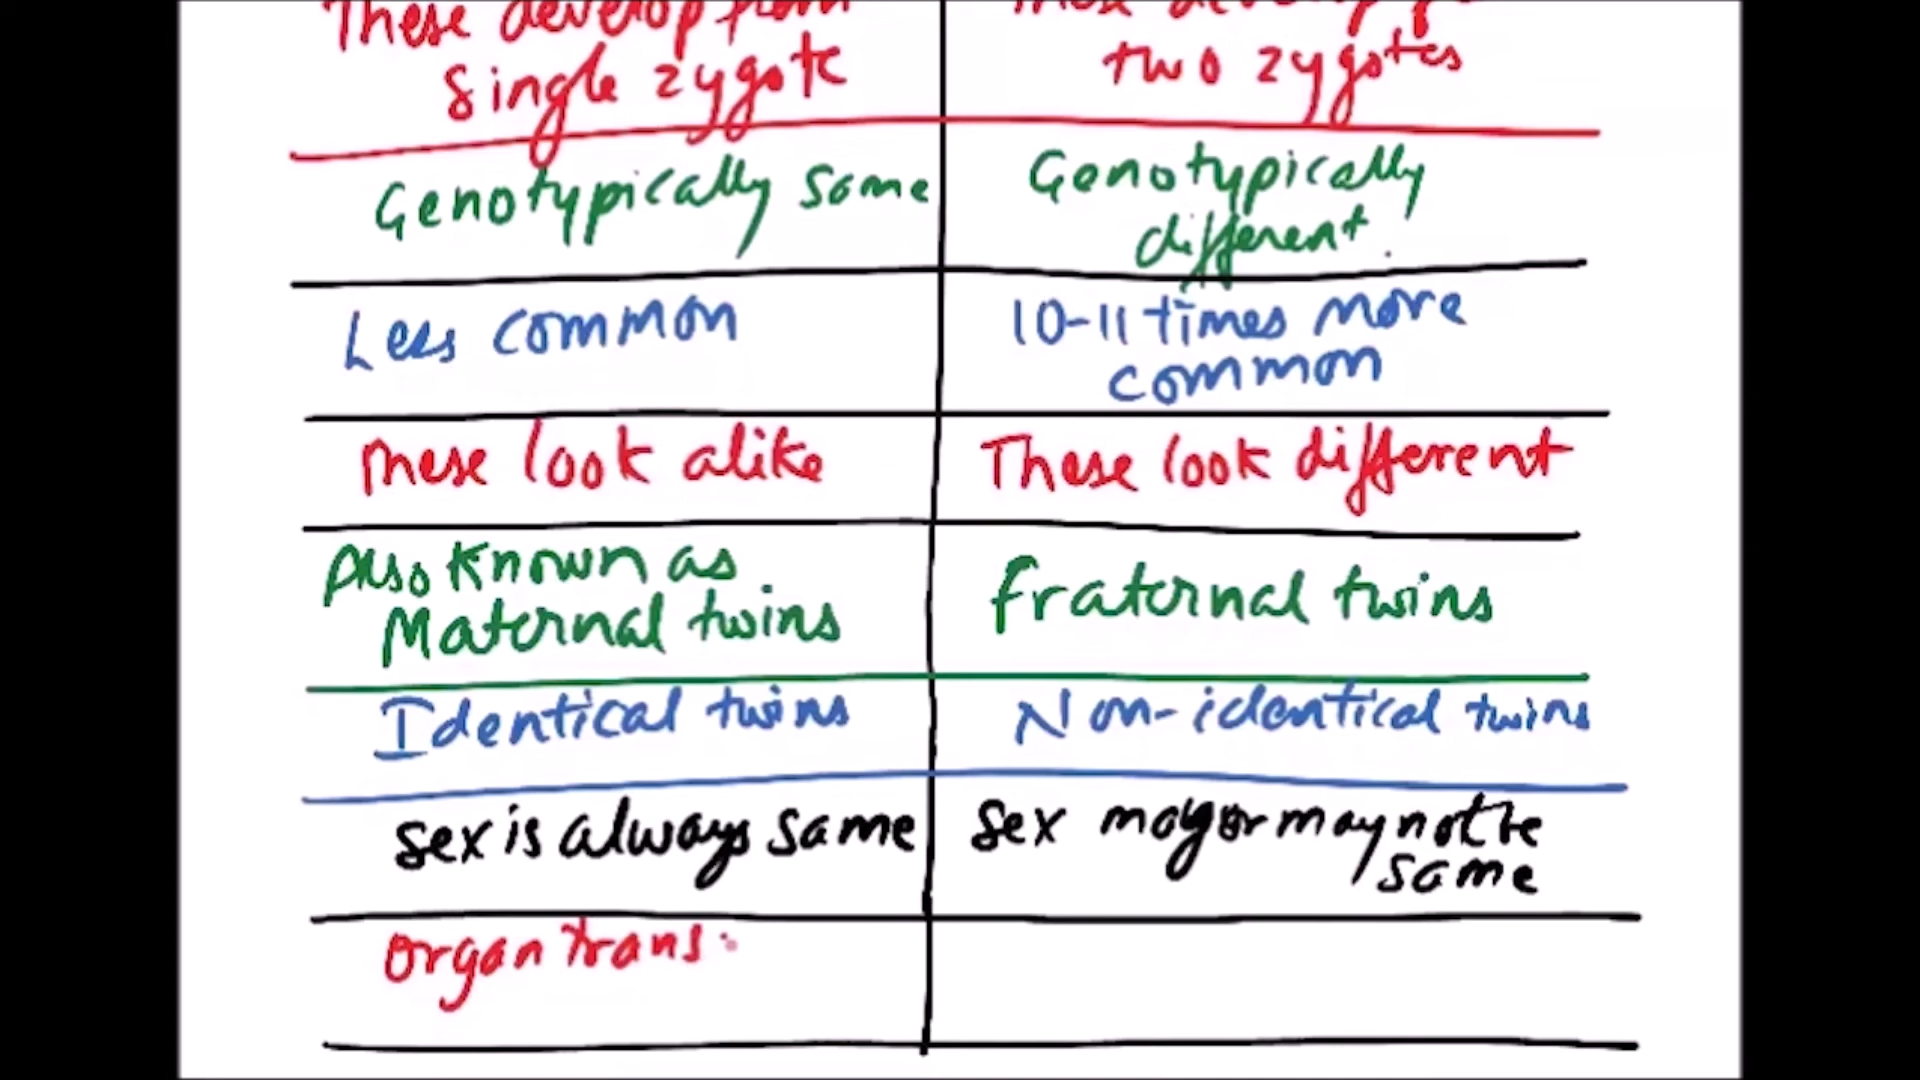 These develop from
Single zygote
These develop
two zygotes
Genotypically same
Genotypically
different.
Less common
10-11 times more
common
These look alike
These look different
Also known as
Maternal twins
fraternal twins
Identical twins
Non-identical twins
sex is always same
sex may or may not be
same
Organ trans